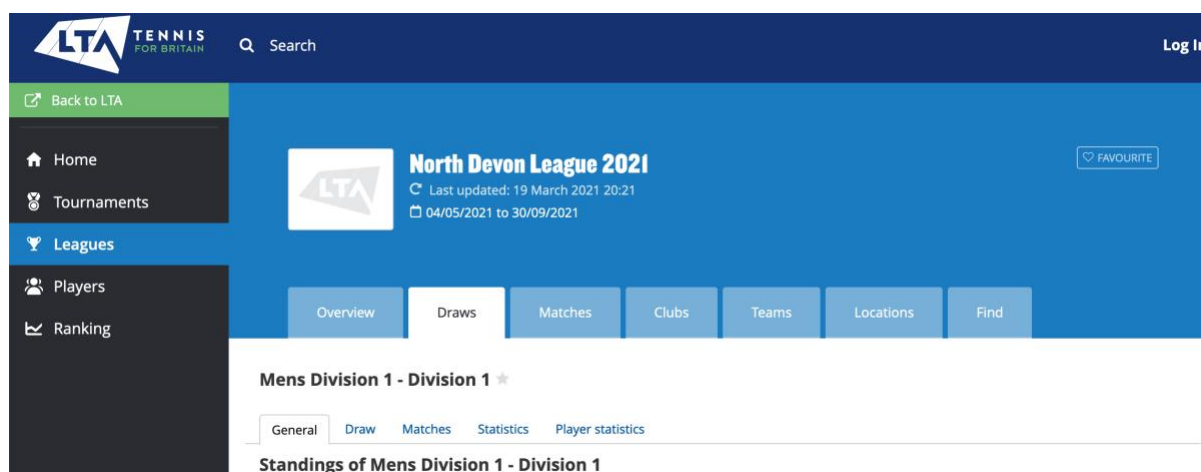 LTA TENNIS
FOR BRITAIN
Search
Log In
Back to LTA
Home
Tournaments
Leagues
Players
Ranking
LTA
North Devon League 2021
Last updated: 19 March 2021 20:21
04/05/2021 to 30/09/2021
FAVOURITE
Overview Draws Matches Clubs Teams Locations Find
Mens Division 1 - Division 1
General Draw Matches Statistics Player statistics
Standings of Mens Division 1 - Division 1